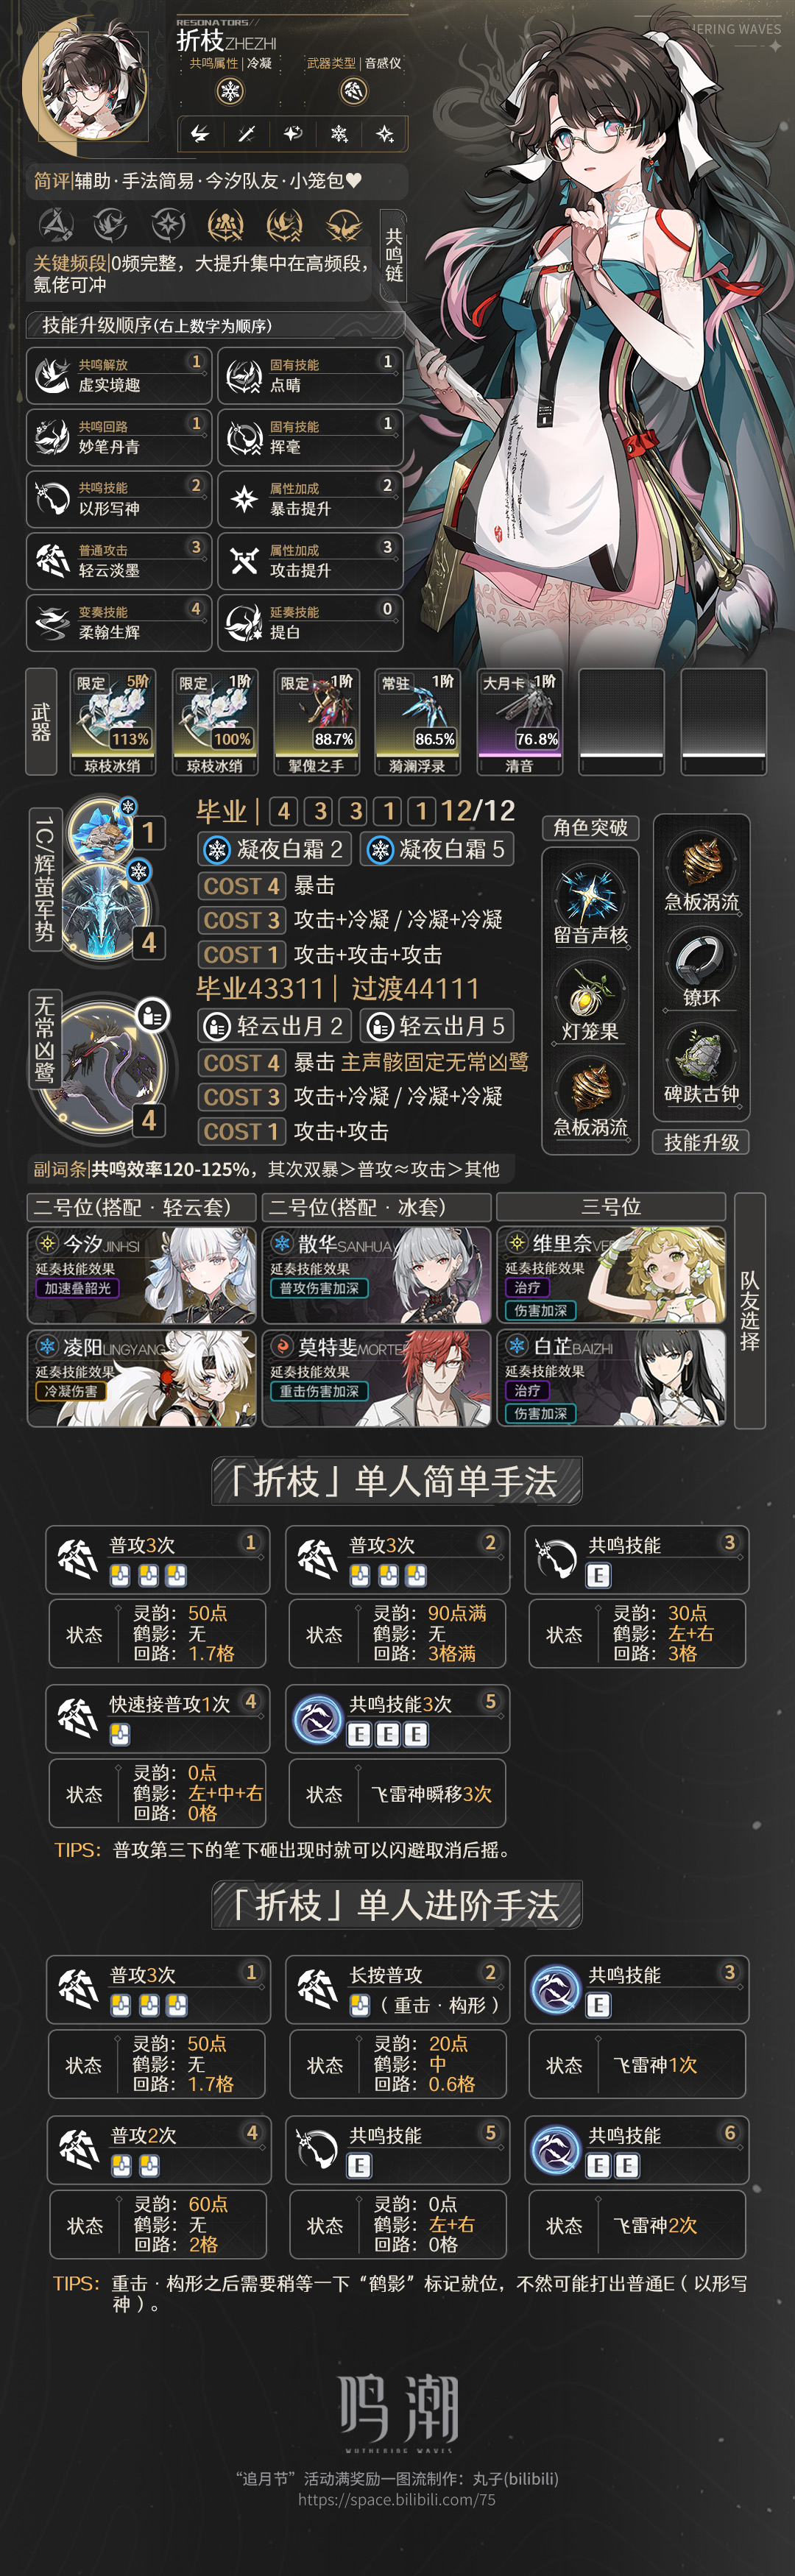 RESONATORS//
折枝ZHEZHI
共鸣属性|冷凝
武器类型|音感仪
HERING WAVES
简评|辅助·手法简易·今汐队友·小笼包♥
共鸣链
关键频段|0频完整，大提升集中在高频段，
氪佬可冲
技能升级顺序(右上数字为顺序)
共鸣解放 1
虚实境趣
固有技能 1
点睛
共鸣回路 1
妙笔丹青
固有技能 1
挥毫
共鸣技能 2
以形写神
属性加成 2
暴击提升
普通攻击 3
轻云淡墨
属性加成 3
攻击提升
变奏技能 4
柔翰生辉
延奏技能 0
提白
武器
限定 5阶
113%
琼枝冰绡
限定 1阶
100%
琼枝冰绡
限定 1阶
88.7%
掣傀之手
常驻 1阶
86.5%
漪澜浮录
大月卡 1阶
76.8%
清音
1C/辉萤军势
1
4
毕业| 4 3 3 1 1 12/12
凝夜白霜 2
凝夜白霜 5
COST 4 暴击
COST 3 攻击+冷凝 / 冷凝+冷凝
COST 1 攻击+攻击+攻击
无常凶鹭
4
毕业43311| 过渡44111
轻云出月 2
轻云出月 5
COST 4 暴击 主声骸固定无常凶鹭
COST 3 攻击+冷凝 / 冷凝+冷凝
COST 1 攻击+攻击
角色突破
留音声核
灯笼果
急板涡流
急板涡流
镣环
碑趺古钟
技能升级
副词条|共鸣效率120-125%，其次双暴＞普攻≈攻击＞其他
二号位(搭配 · 轻云套)
二号位(搭配 · 冰套)
三号位
队友选择
今汐JINHSI
延奏技能效果
加速叠韶光
散华SANHUA
延奏技能效果
普攻伤害加深
维里奈VE
延奏技能效果
治疗
伤害加深
凌阳LINGYANG
延奏技能效果
冷凝伤害
莫特斐MORTEF
延奏技能效果
重击伤害加深
白芷BAIZHI
延奏技能效果
治疗
伤害加深
「折枝」单人简单手法
普攻3次 1
状态
灵韵：50点
鹤影：无
回路：1.7格
普攻3次 2
状态
灵韵：90点满
鹤影：无
回路：3格满
共鸣技能 3
E
状态
灵韵：30点
鹤影：左+右
回路：3格
快速接普攻1次 4
状态
灵韵：0点
鹤影：左+中+右
回路：0格
共鸣技能3次 5
E E E
状态
飞雷神瞬移3次
TIPS：普攻第三下的笔下砸出现时就可以闪避取消后摇。
「折枝」单人进阶手法
普攻3次 1
状态
灵韵：50点
鹤影：无
回路：1.7格
长按普攻 2
（ 重击 · 构形 ）
状态
灵韵：20点
鹤影：中
回路：0.6格
共鸣技能 3
E
状态
飞雷神1次
普攻2次 4
状态
灵韵：60点
鹤影：无
回路：2格
共鸣技能 5
E
状态
灵韵：0点
鹤影：左+右
回路：0格
共鸣技能 6
E E
状态
飞雷神2次
TIPS：重击 · 构形之后需要稍等一下“鹤影”标记就位，不然可能打出普通E（ 以形写
神 ）。
鸣潮
WUTHERING WAVES
“追月节”活动满奖励一图流制作：丸子(bilibili)
https://space.bilibili.com/75